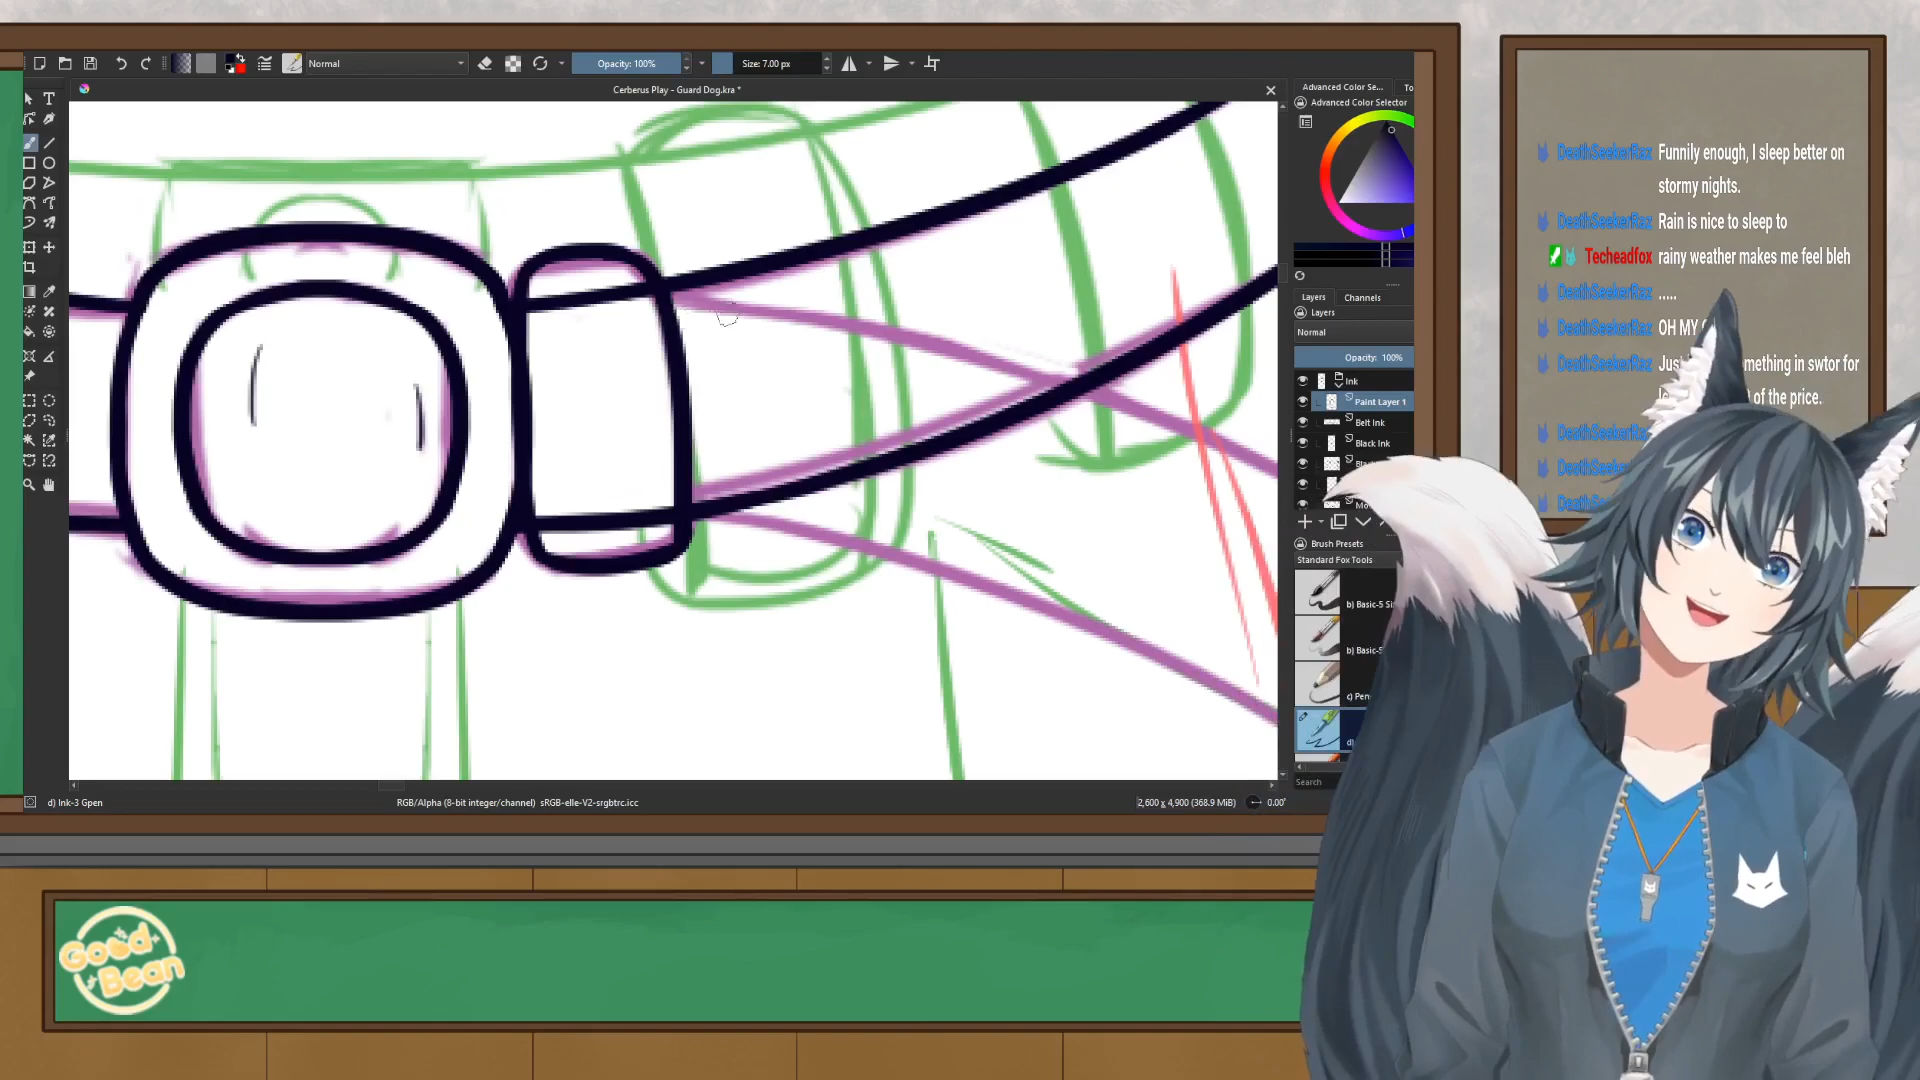 Normal
Opacity: 100%
Size: 7.00 px
Cerberus Play - Guard Dog.kra *
Advanced Color Se...
To
Advanced Color Selector
Layers
Channels
Layers
Normal
Opacity: 100%
Ink
Paint Layer 1
Belt Ink
Black Ink
Brush Presets
Standard Fox Tools
b) Basic-5 Si
b) Basic-5
c) Pen
d)
Search
d) Ink-3 Gpen
RGB/Alpha (8-bit integer/channel) sRGB-elle-V2-srgbtrc.icc
2,600 x 4,900 (368.9 MiB)
0.00°
DeathSeekerRaz Funnily enough, I sleep better on
stormy nights.
DeathSeekerRaz Rain is nice to sleep to
Techeadfox rainy weather makes me feel bleh
DeathSeekerRaz .....
DeathSeekerRaz OH MY
DeathSeekerRaz Jus mething in swtor for
of the price.
Good
Bean